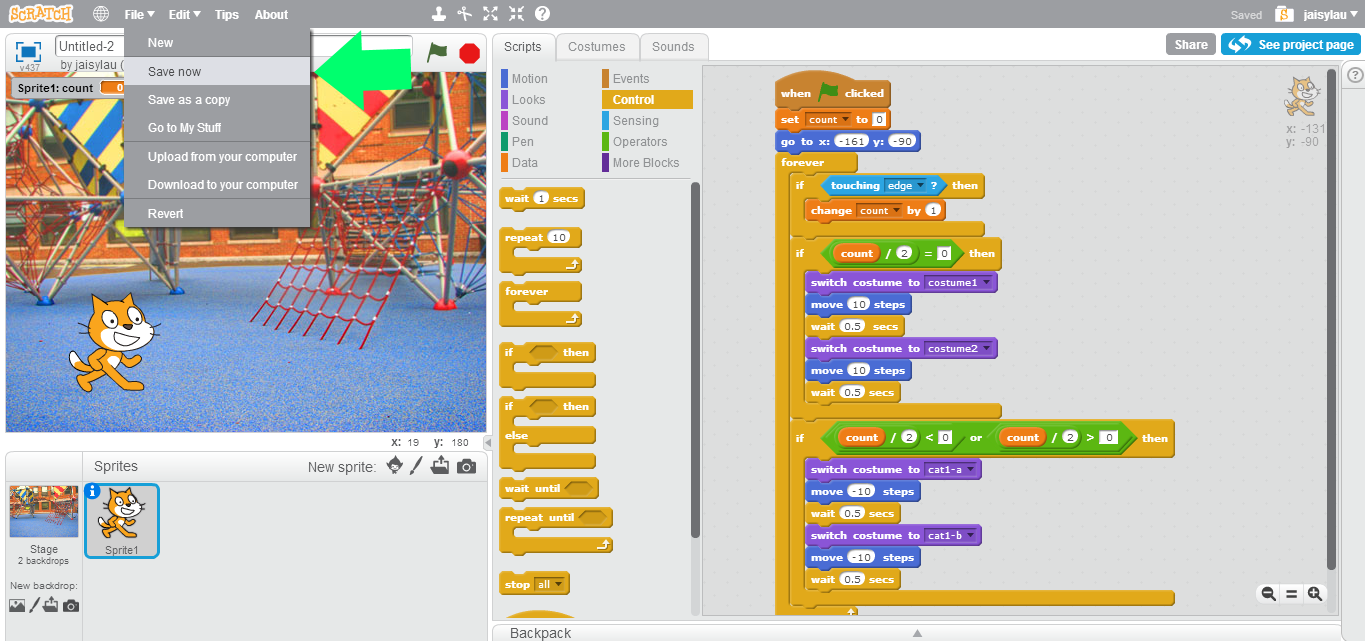 SCRATCH File Edit Tips About Saved jaisylau
Untitled-2
by jaisylau (
v437
New
Save now
Save as a copy
Go to My Stuff
Upload from your computer
Download to your computer
Revert
Sprite1: count 0
x: 19 y: 180
Sprites New sprite:
Stage
2 backdrops
New backdrop:
Sprite1
Scripts Costumes Sounds
Share See project page
Motion Events
Looks Control
Sound Sensing
Pen Operators
Data More Blocks
wait 1 secs
repeat 10
forever
if then
if then
else
wait until
repeat until
stop all
when clicked
set count to 0
go to x: -161 y: -90
forever
if touching edge ? then
change count by 1
if count / 2 = 0 then
switch costume to costume1
move 10 steps
wait 0.5 secs
switch costume to costume2
move 10 steps
wait 0.5 secs
if count / 2 < 0 or count / 2 > 0 then
switch costume to cat1-a
move -10 steps
wait 0.5 secs
switch costume to cat1-b
move -10 steps
wait 0.5 secs
x: -131
y: -90
Backpack